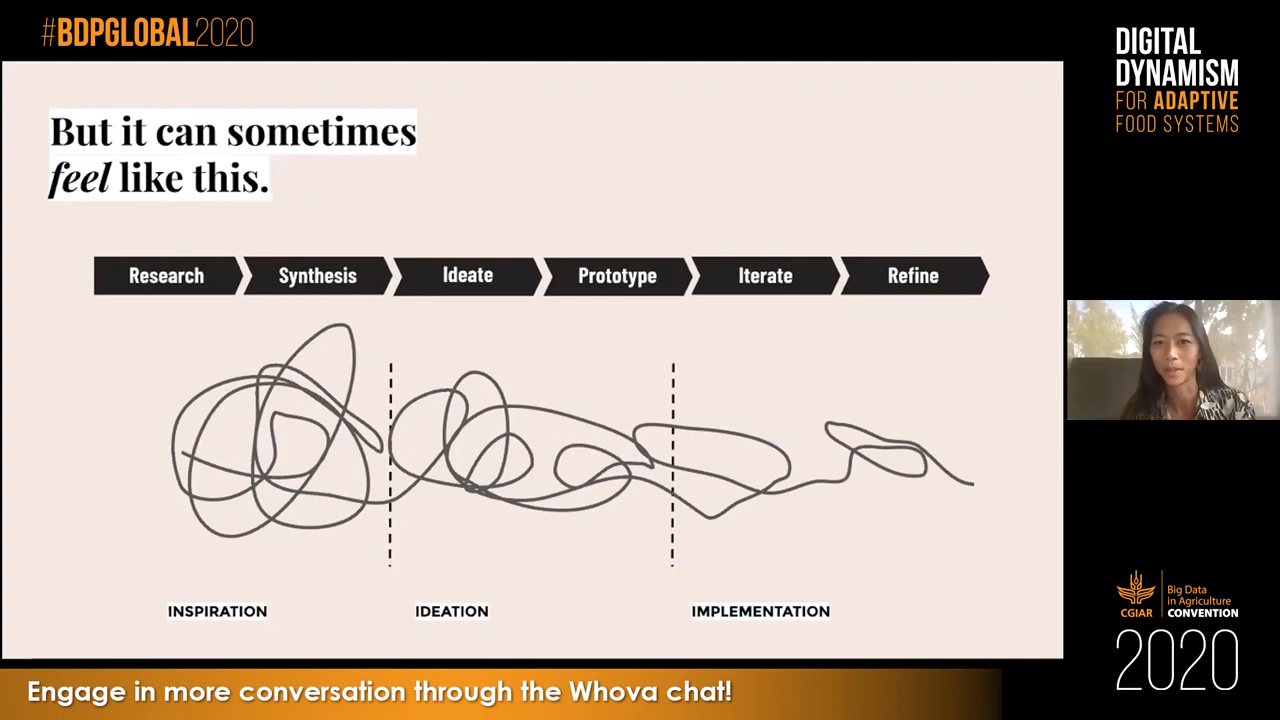 #BDPGLOBAL2020
DIGITAL
DYNAMISM
FOR ADAPTIVE
FOOD SYSTEMS
But it can sometimes
feel like this.
Research
Synthesis
Ideate
Prototype
Iterate
Refine
INSPIRATION
IDEATION
IMPLEMENTATION
CGIAR
Big Data
in Agriculture
CONVENTION
2020
Engage in more conversation through the Whova chat!